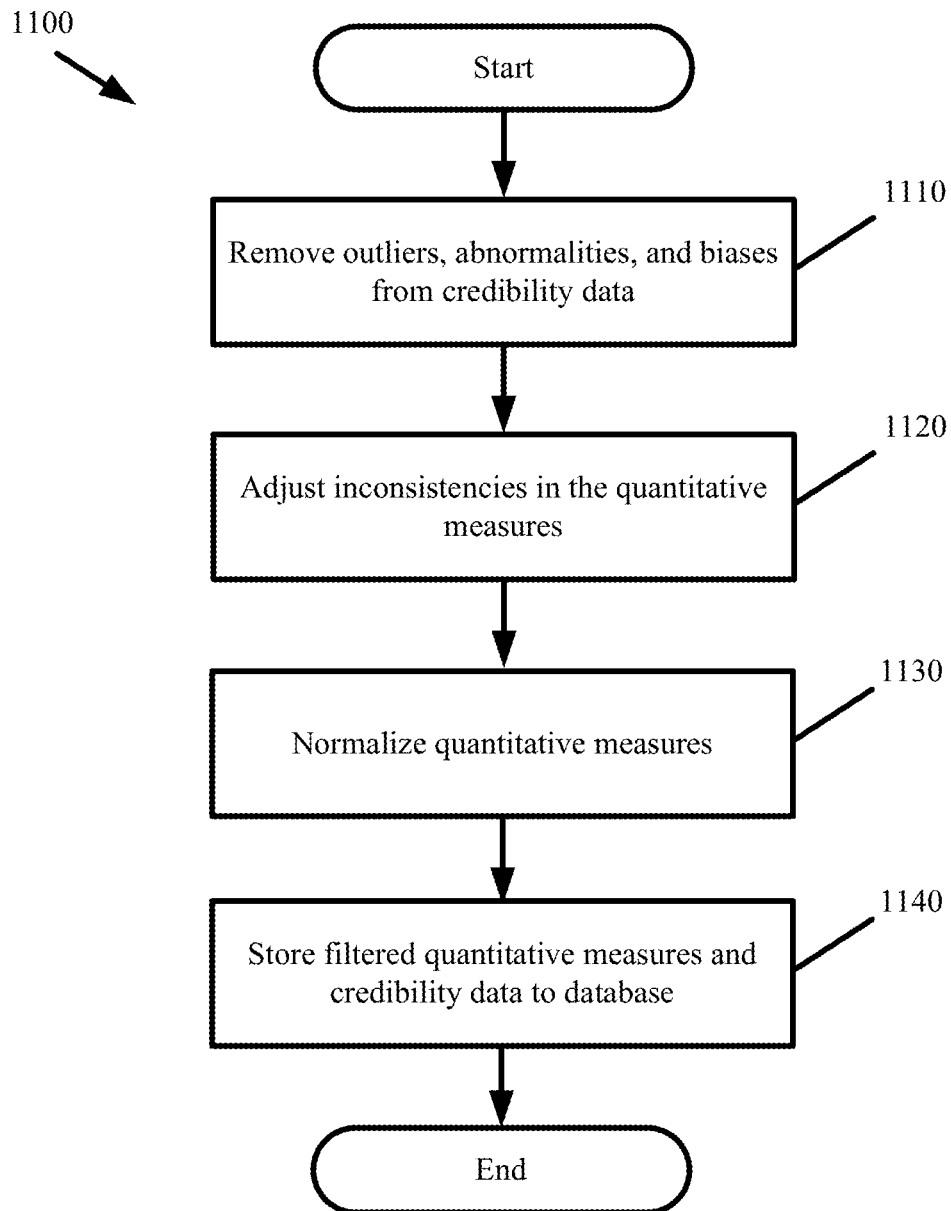 1100
Start
1110
Remove outliers, abnormalities, and biases
from credibility data
1120
Adjust inconsistencies in the quantitative
measures
1130
Normalize quantitative measures
1140
Store filtered quantitative measures and
credibility data to database
End